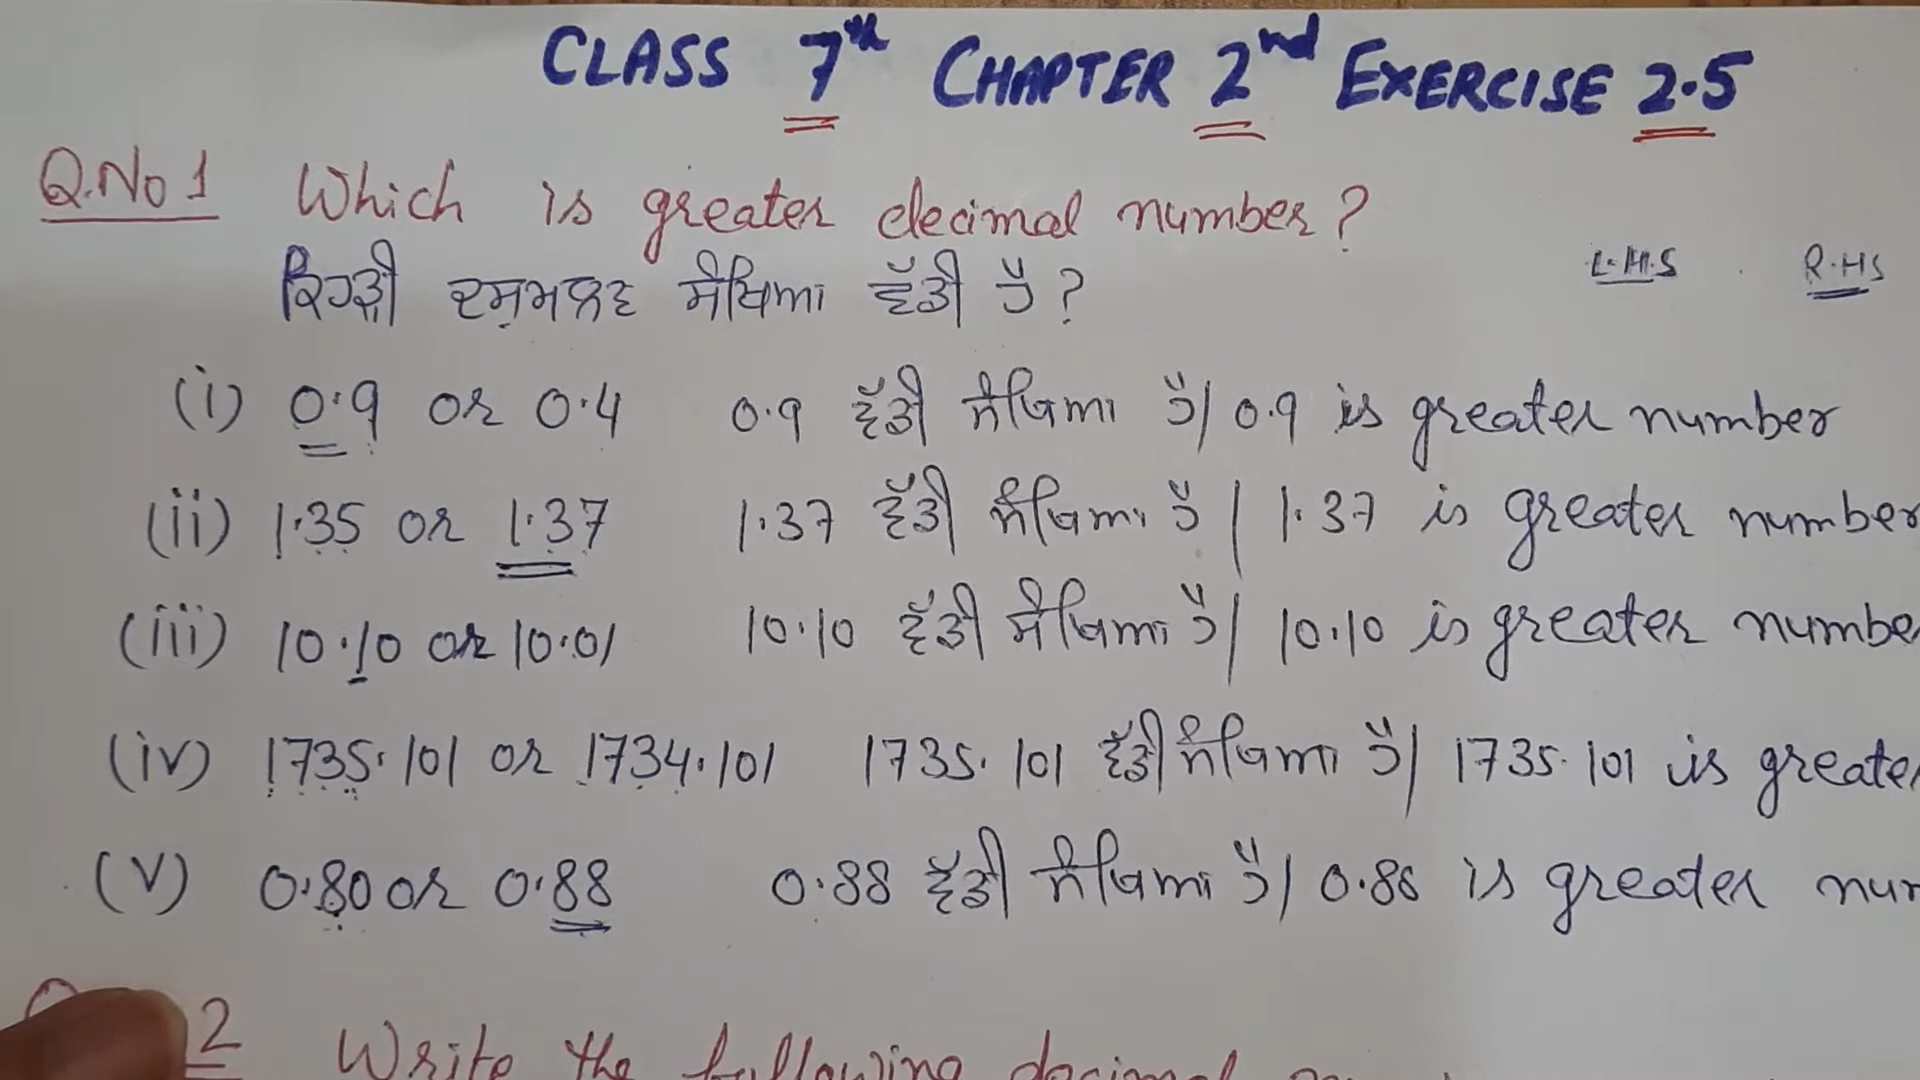 CLASS 7th CHAPTER 2nd EXERCISE 2.5
Q.No 1 Which is greater decimal number?
ਕਿਹੜੀ ਦਸ਼ਮਲਵ ਸੰਖਿਆ ਵੱਡੀ ਹੈ?
L.H.S R.HS
(i) 0.9 or 0.4 0.9 ਵੱਡੀ ਸੰਖਿਆ ਹੈ| 0.9 is greater number
(ii) 1.35 or 1.37 1.37 ਵੱਡੀ ਸੰਖਿਆ ਹੈ| 1.37 is greater number
(iii) 10.10 or 10.01 10.10 ਵੱਡੀ ਸੰਖਿਆ ਹੈ| 10.10 is greater numbe
(iv) 1735.101 or 1734.101 1735.101 ਵੱਡੀ ਸੰਖਿਆ ਹੈ| 1735.101 is greate
(v) 0.80 or 0.88 0.88 ਵੱਡੀ ਸੰਖਿਆ ਹੈ| 0.88 is greater nu
2 Write the following decimal